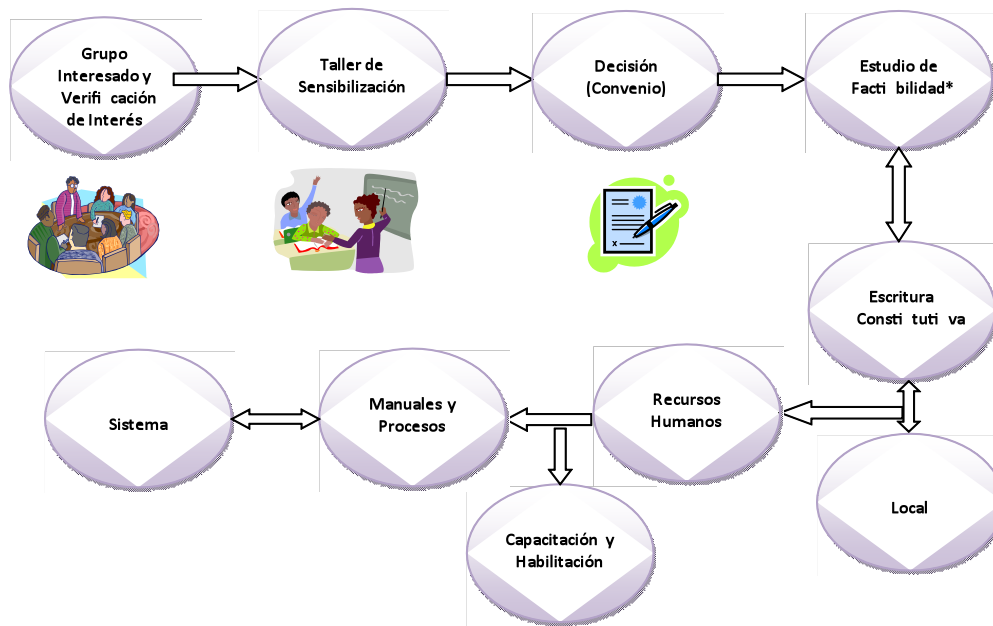 Grupo
Interesado y
Verifi cación
de Interés
Taller de
Sensibilización
Decisión
(Convenio)
Estudio de
Facti bilidad*
Escritura
Consti tuti va
Sistema
Manuales y
Procesos
Recursos
Humanos
Local
Capacitación y
Habilitación
x